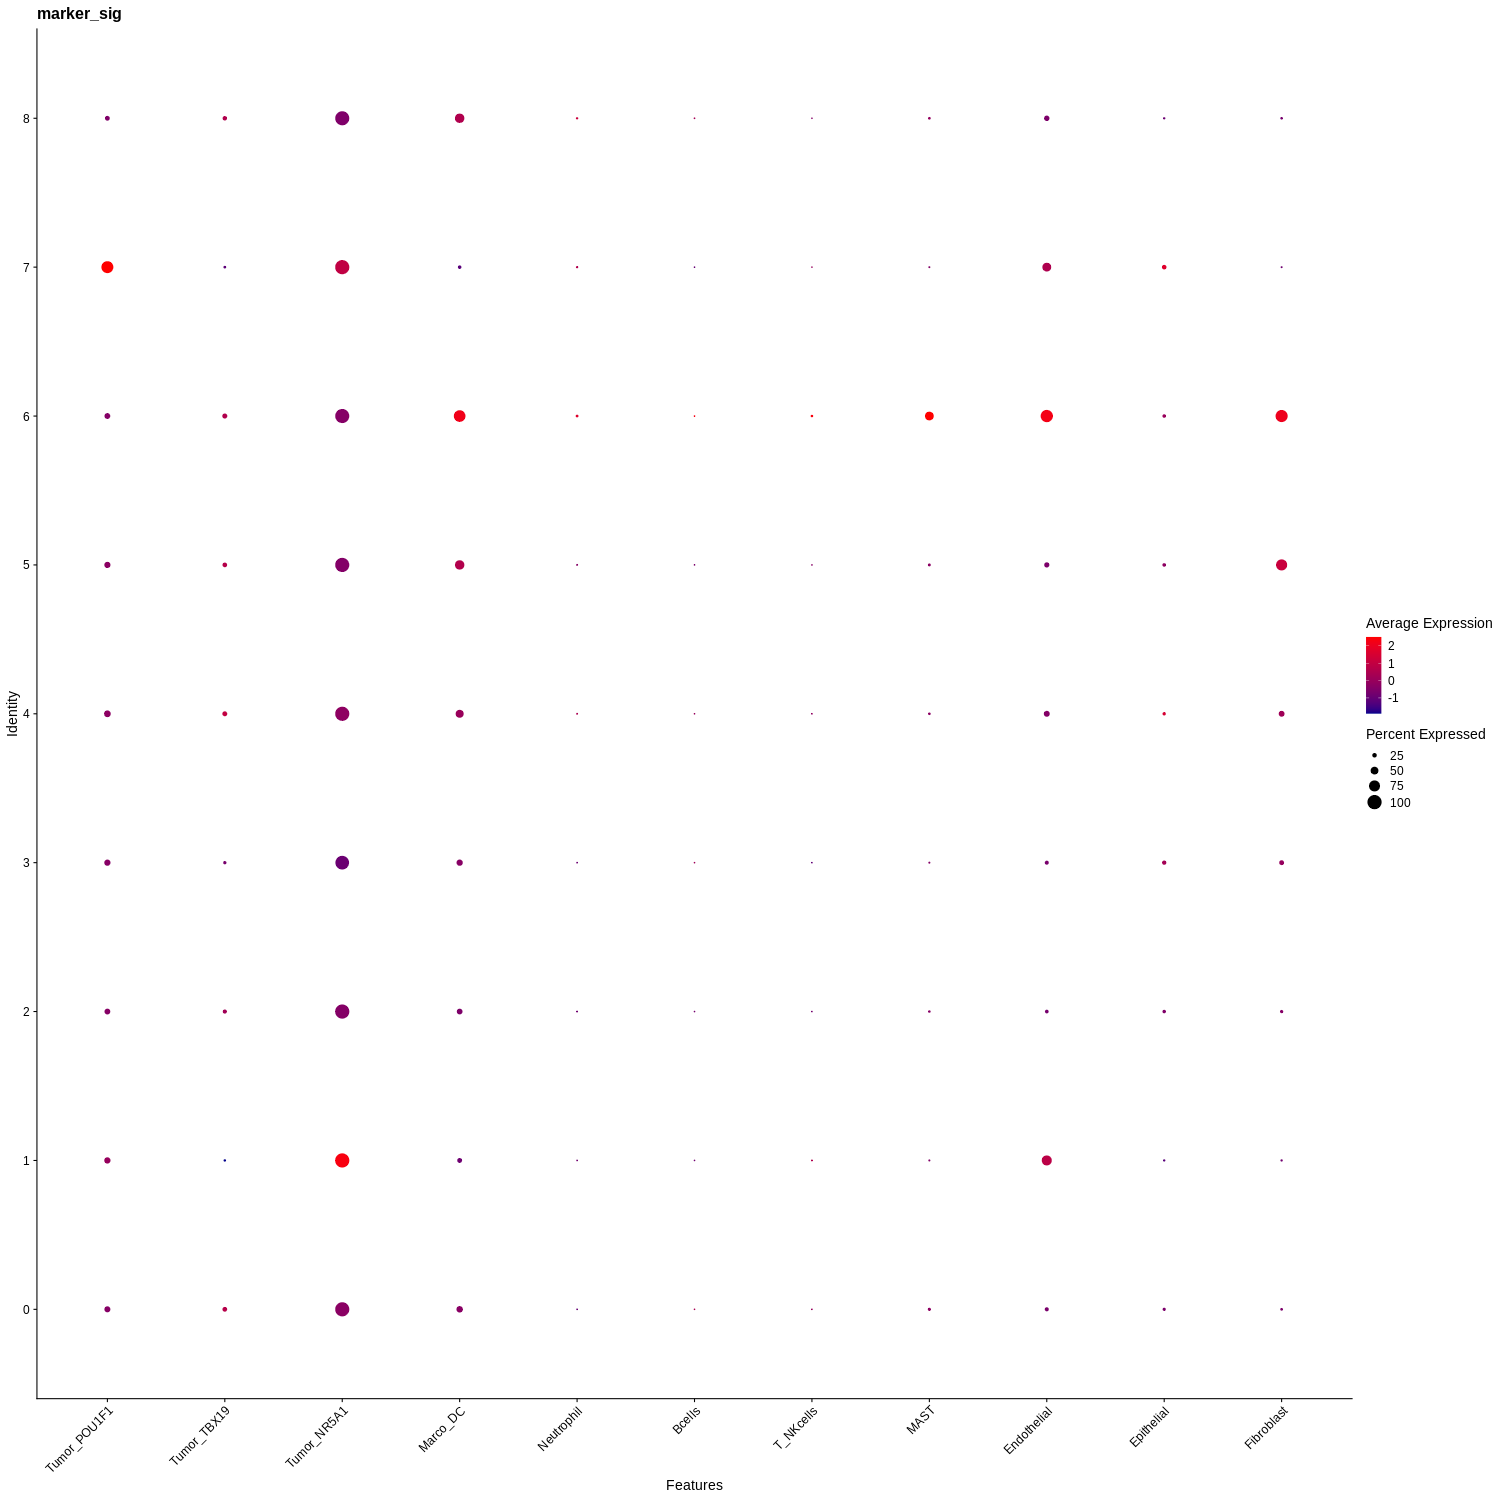 marker_sig
8
7
6
5
4
3
2
1
0
Identity
Tumor_POU1F1
Tumor_TBX19
Tumor_NR5A1
Marco_DC
Neutrophil
Bcells
T_NKcells
MAST
Endothelial
Epithelial
Fibroblast
Features
Average Expression
2
1
0
-1
Percent Expressed
25
50
75
100